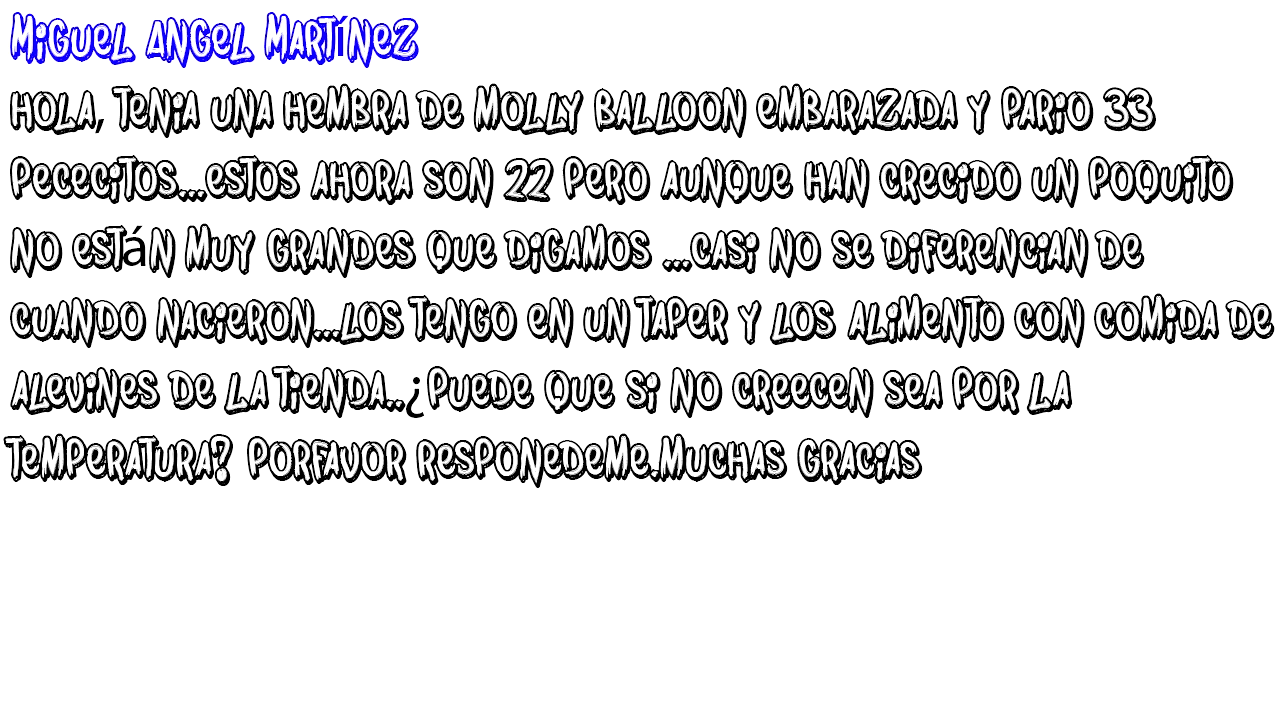 Miguel Angel Martínez
Hola, tenia una hembra de molly balloon embarazada y pario 33
pececitos...estos ahora son 22 pero aunque han crecido un poquito
no están muy grandes que digamos ...casi no se diferencian de
cuando nacieron...los tengo en un taper y los alimento con comida de
alevines de la tienda..¿Puede que si no creecen sea por la
temperatura? Porfavor responedeme.Muchas gracias